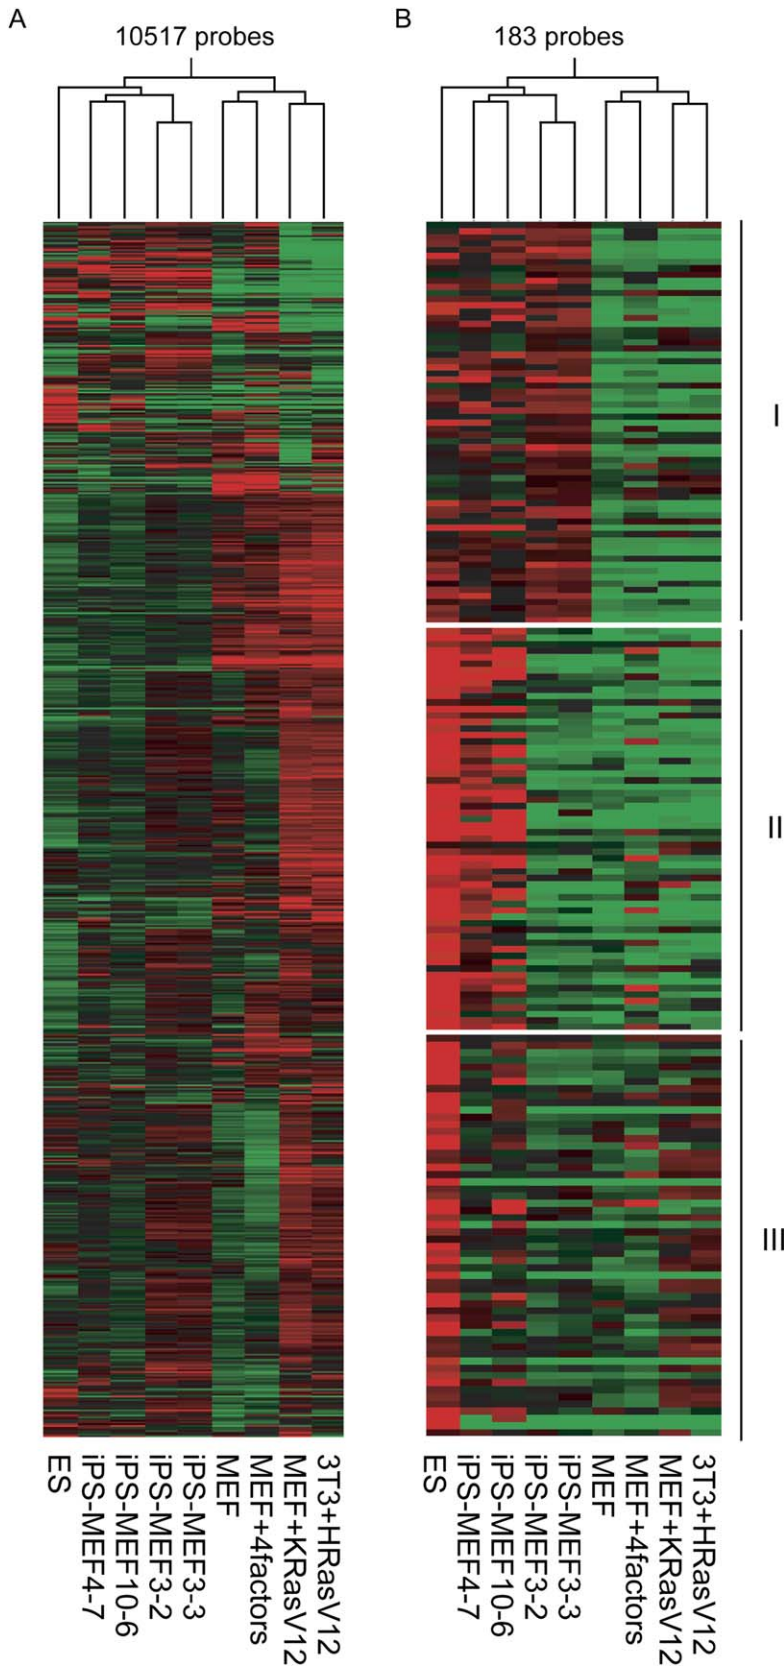 A
10517 probes
ES
iPS-MEF4-7
iPS-MEF10-6
iPS-MEF3-2
iPS-MEF3-3
MEF
MEF+4factors
MEF+KRasV12
3T3+HRasV12
B
183 probes
I
II
III
ES
iPS-MEF4-7
iPS-MEF10-6
iPS-MEF3-2
iPS-MEF3-3
MEF
MEF+4factors
MEF+KRasV12
3T3+HRasV12